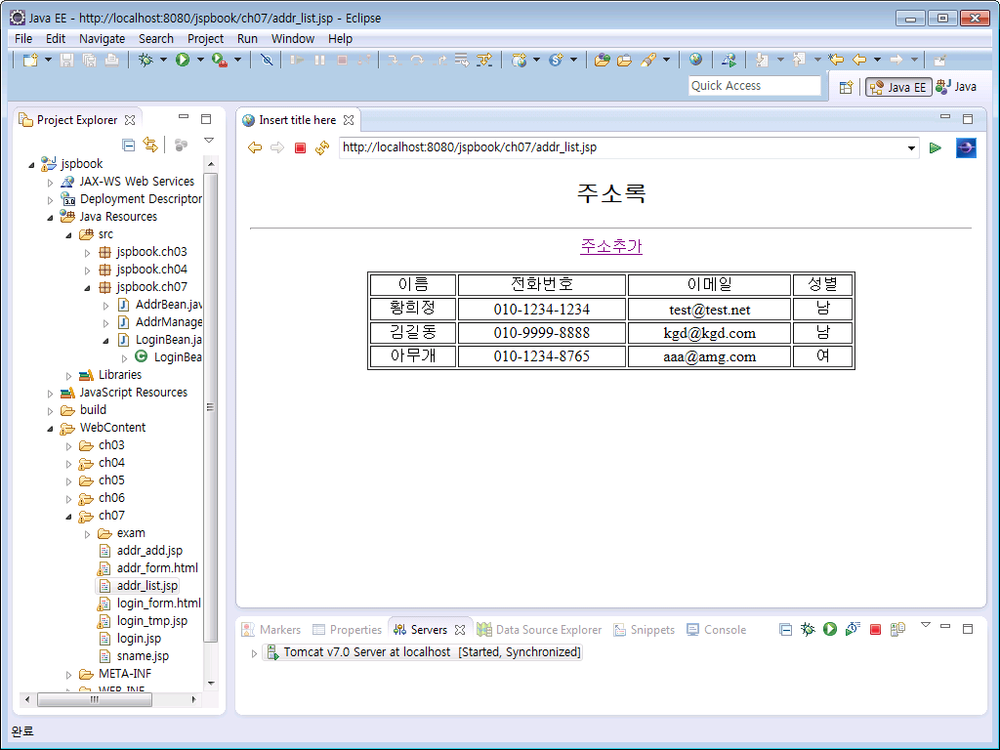 Java EE - http://localhost:8080/jspbook/ch07/addr_list.jsp - Eclipse
File Edit Navigate Search Project Run Window Help
Quick Access
Java EE Java
Project Explorer
jspbook
JAX-WS Web Services
3.0 Deployment Descriptor
Java Resources
src
jspbook.ch03
jspbook.ch04
jspbook.ch07
AddrBean.jav
AddrManage
LoginBean.ja
LoginBea
Libraries
JavaScript Resources
build
WebContent
ch03
ch04
ch05
ch06
ch07
exam
addr_add.jsp
addr_form.html
addr_list.jsp
login_form.html
login_tmp.jsp
login.jsp
sname.jsp
META-INF
WEB-INF
Insert title here
http://localhost:8080/jspbook/ch07/addr_list.jsp
주소록
주소추가
이름 전화번호 이메일 성별
황희정 010-1234-1234 test@test.net 남
김길동 010-9999-8888 kgd@kgd.com 남
아무개 010-1234-8765 aaa@amg.com 여
Markers Properties Servers Data Source Explorer Snippets Console
Tomcat v7.0 Server at localhost [Started, Synchronized]
완료